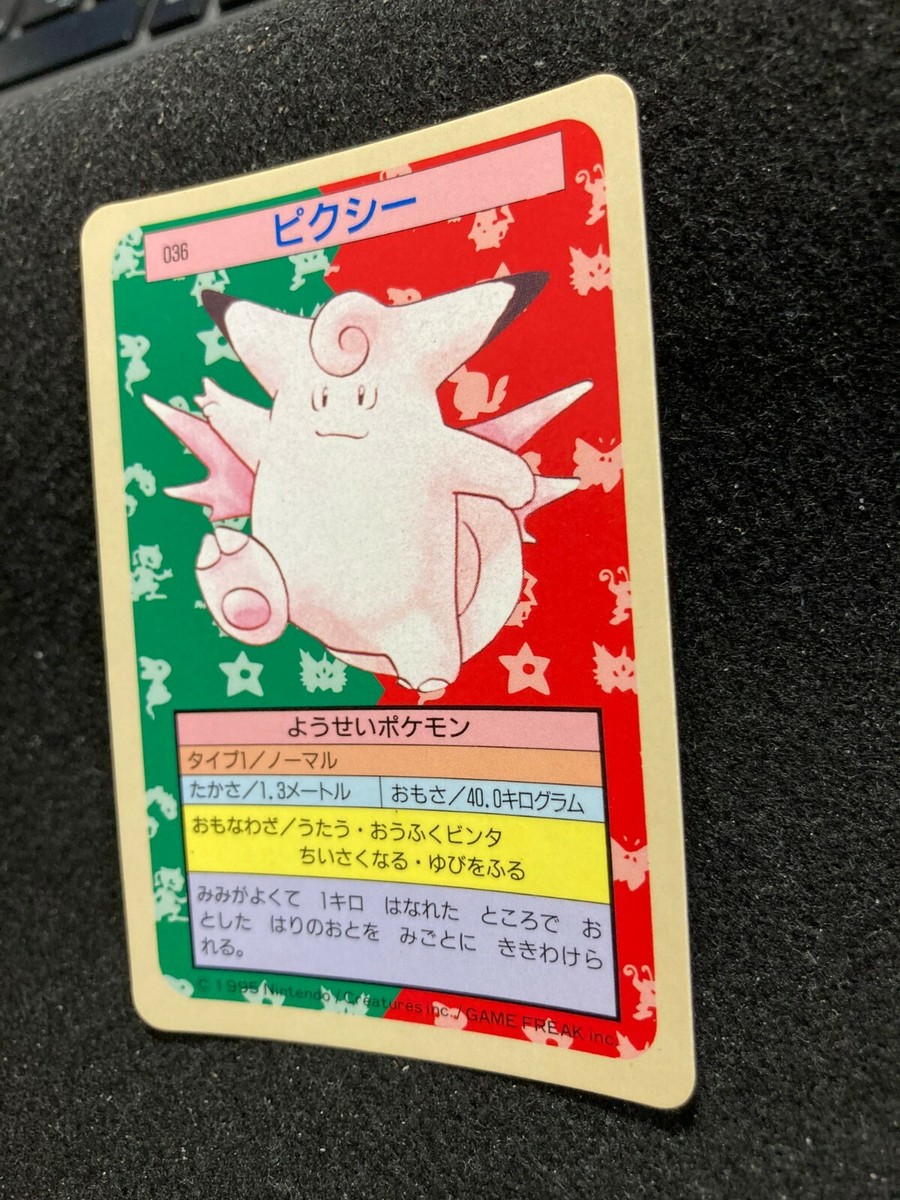 036
ピクシー
ようせいポケモン
タイプ1/ノーマル
たかさ/1.3メートル
おもさ/40.0キログラム
おもなわざ/うたう・おうふくビンタ
ちいさくなる・ゆびをふる
みみがよくて 1キロ はなれた ところで お
とした はりのおとを みごとに ききわけら
れる。
© 1995 Nintendo/Creatures inc./GAME FREAK inc.